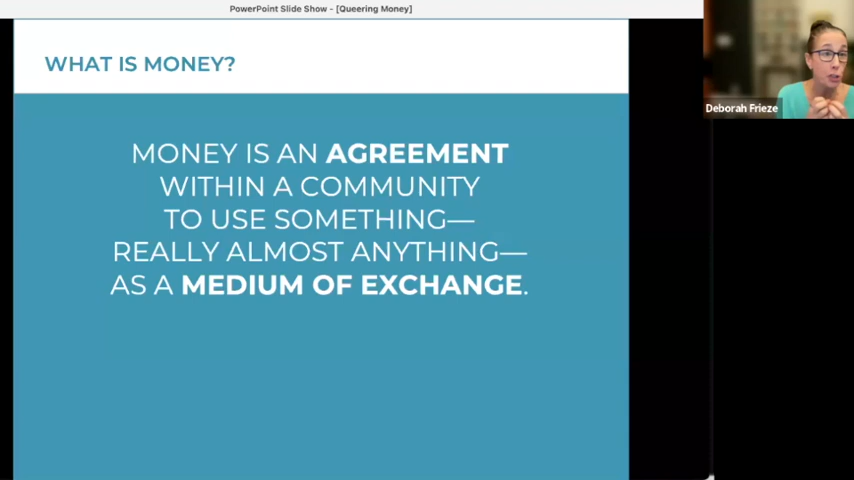 PowerPoint Slide Show - [Queering Money]
WHAT IS MONEY?
Deborah Frieze
MONEY IS AN AGREEMENT
WITHIN A COMMUNITY
TO USE SOMETHING—
REALLY ALMOST ANYTHING—
AS A MEDIUM OF EXCHANGE.